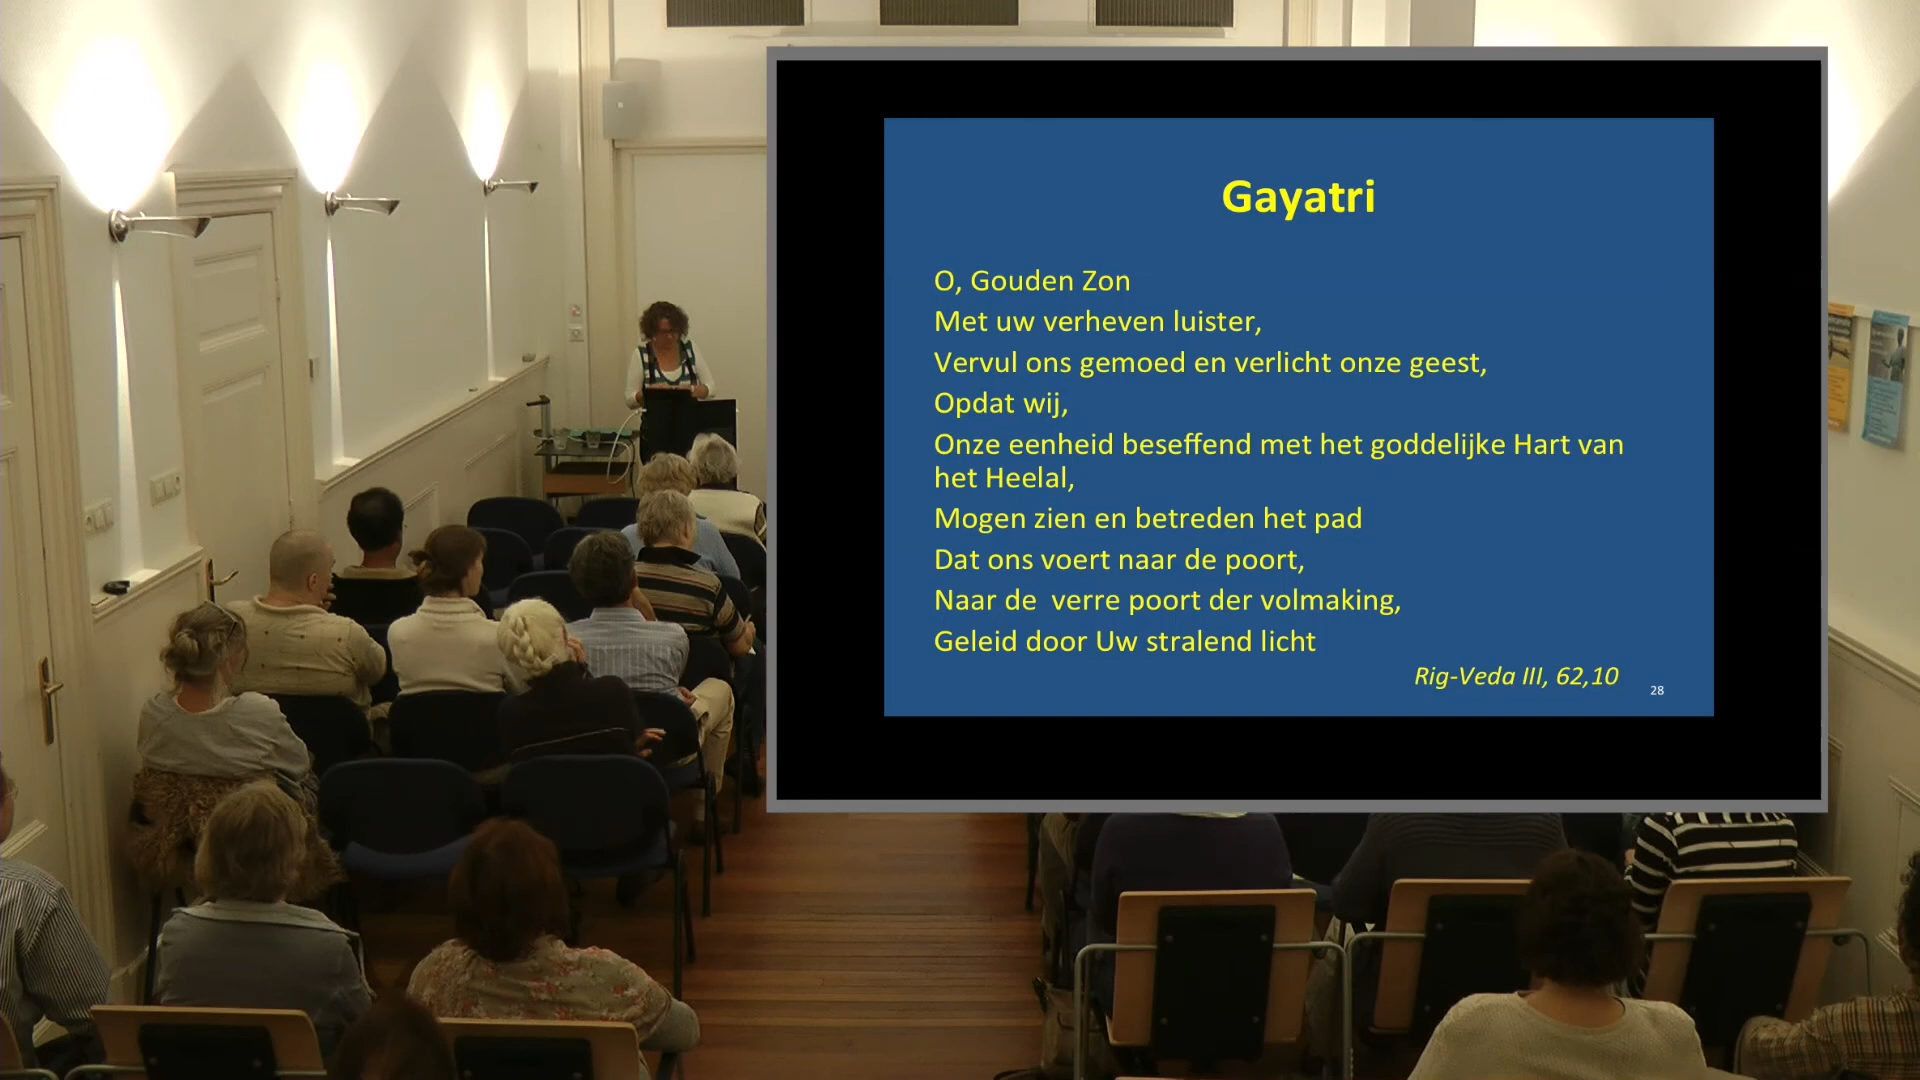 Gayatri
O, Gouden Zon
Met uw verheven luister,
Vervul ons gemoed en verlicht onze geest,
Opdat wij,
Onze eenheid beseffend met het goddelijke Hart van
het Heelal,
Mogen zien en betreden het pad
Dat ons voert naar de poort,
Naar de  verre poort der volmaking,
Geleid door Uw stralend licht
Rig-Veda III, 62,10
28